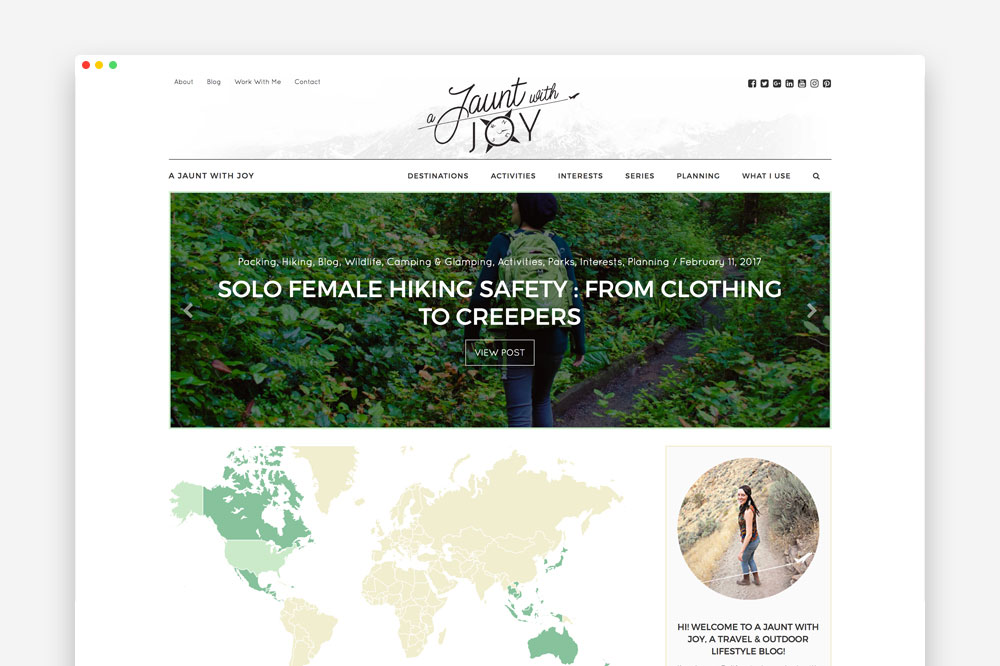 About Blog Work With Me Contact
a Jaunt with
JOY
A JAUNT WITH JOY DESTINATIONS ACTIVITIES INTERESTS SERIES PLANNING WHAT I USE
Packing, Hiking, Blog, Wildlife, Camping & Glamping, Activities, Parks, Interests, Planning / February 11, 2017
SOLO FEMALE HIKING SAFETY : FROM CLOTHING
TO CREEPERS
VIEW POST
HI! WELCOME TO A JAUNT WITH
JOY, A TRAVEL & OUTDOOR
LIFESTYLE BLOG!